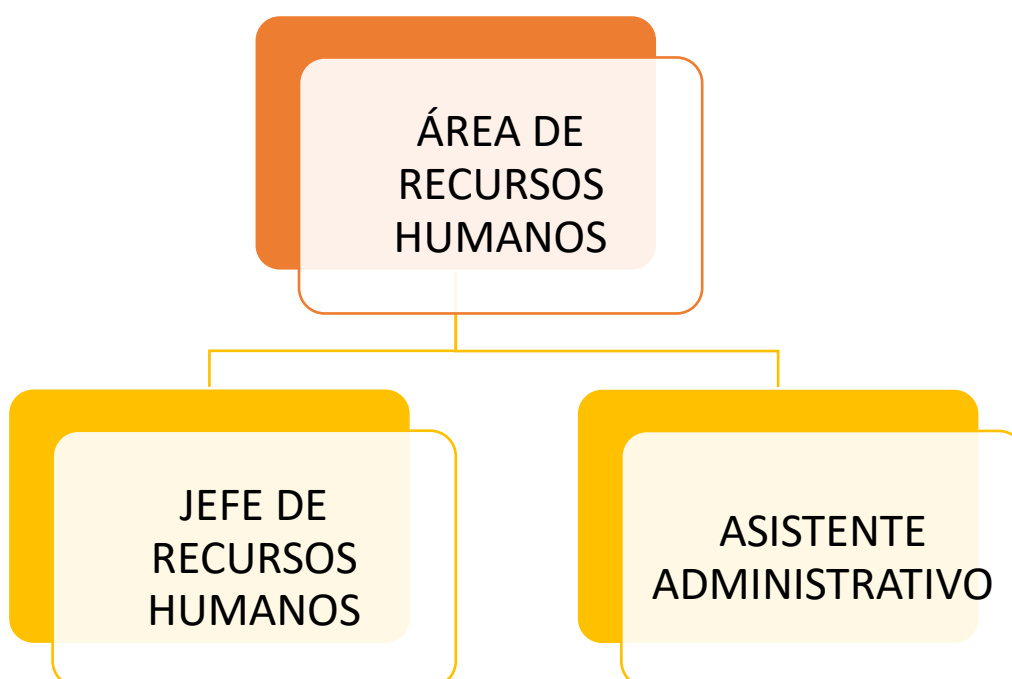 ÁREA DE
RECURSOS
HUMANOS
JEFE DE
RECURSOS
HUMANOS
ASISTENTE
ADMINISTRATIVO